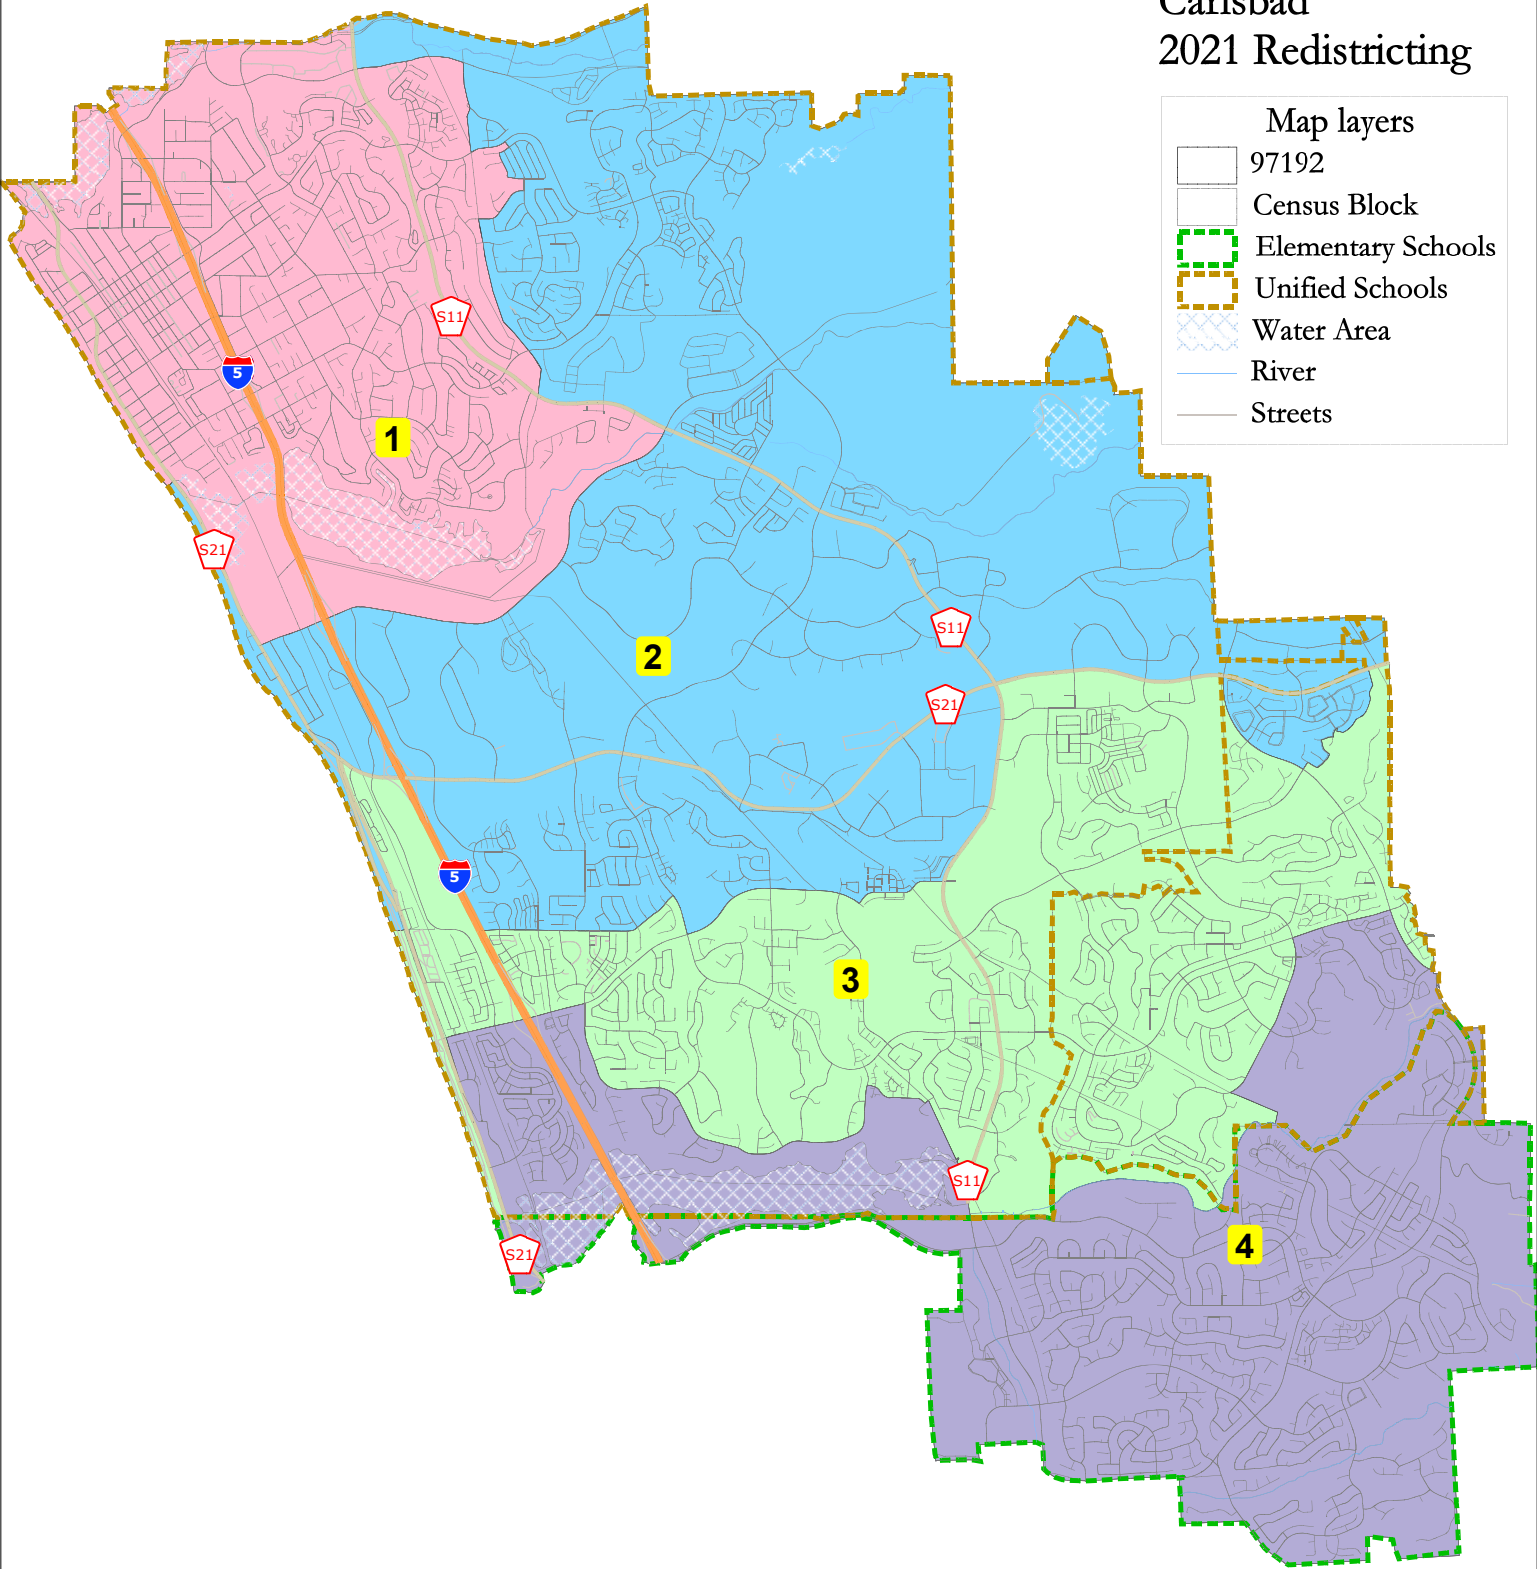 Carlsbad
2021 Redistricting
Map layers
97192
Census Block
Elementary Schools
Unified Schools
Water Area
River
Streets
S11
5
1
S21
S11
2
S21
5
3
S11
4
S21